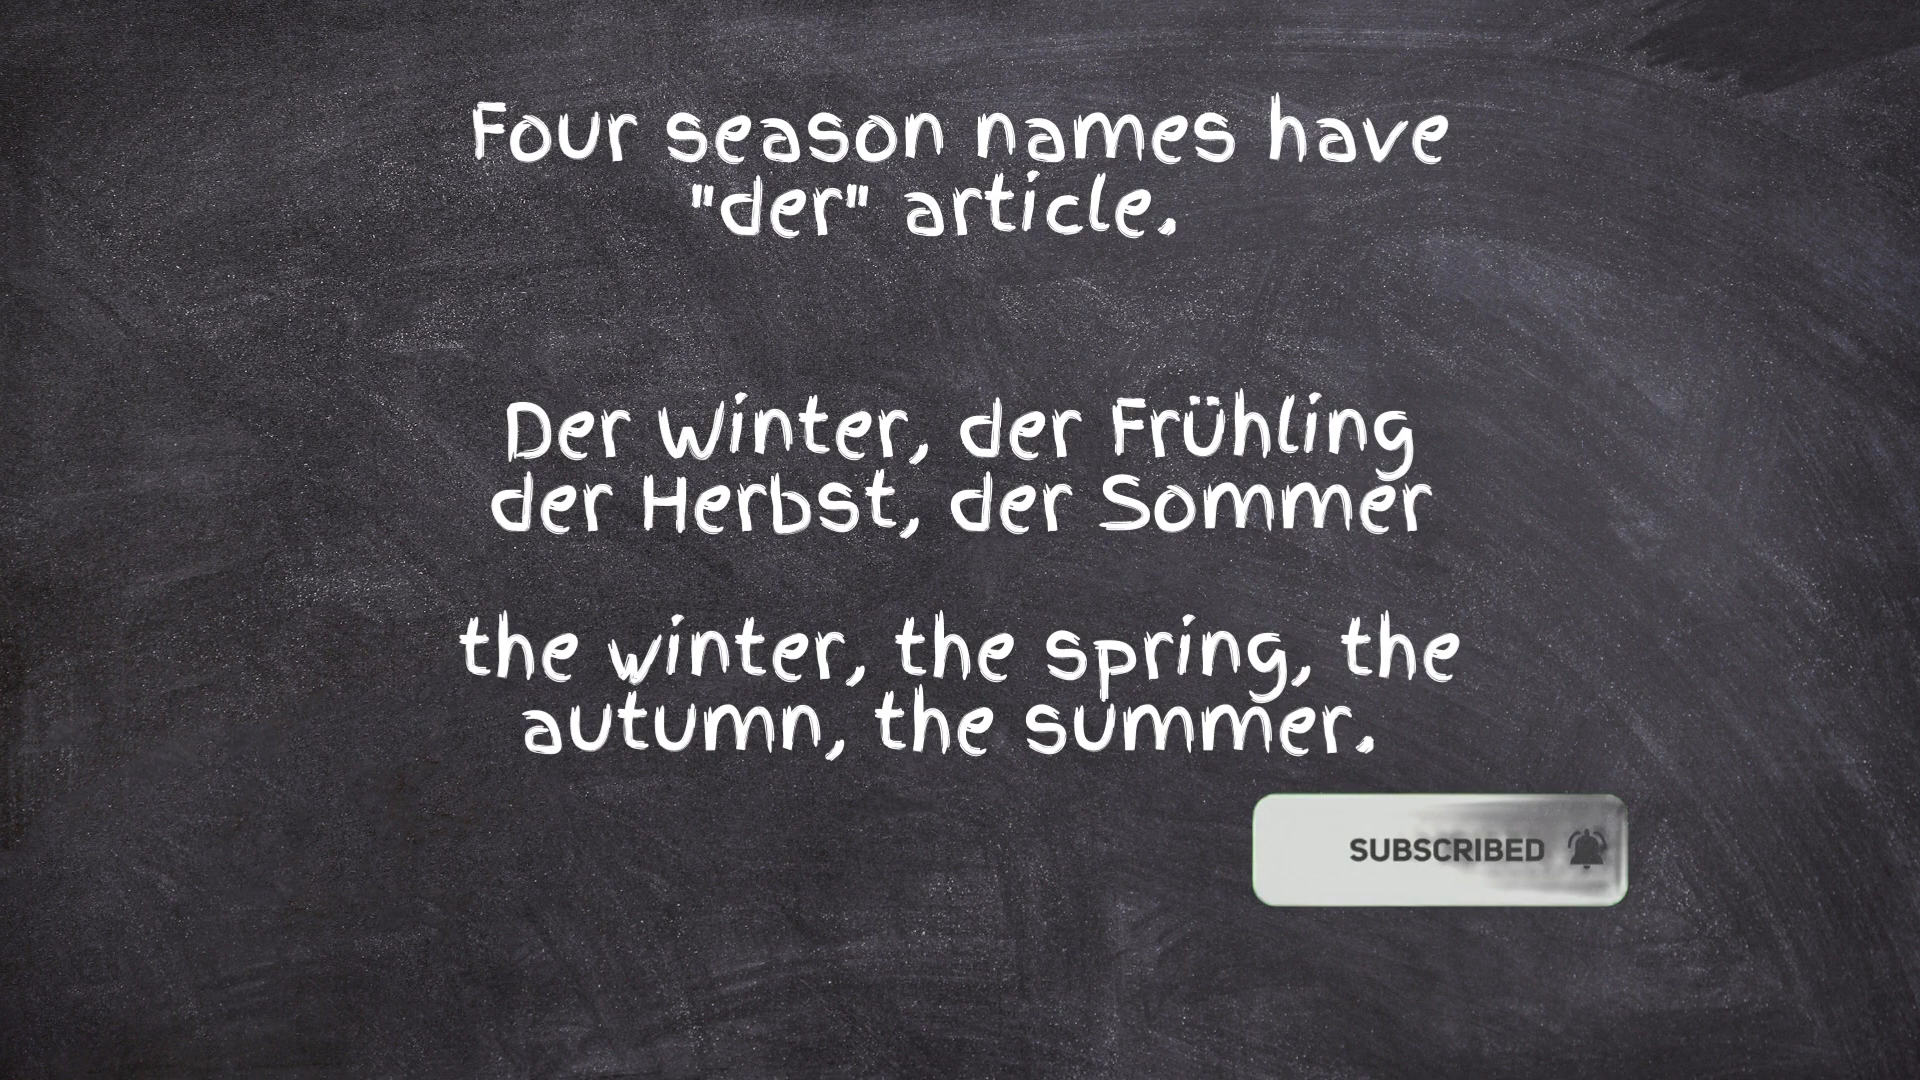 Four season names have
"der" article.
Der Winter, der Frühling
der Herbst, der Sommer
the winter, the spring, the
autumn, the summer.
SUBSCRIBED